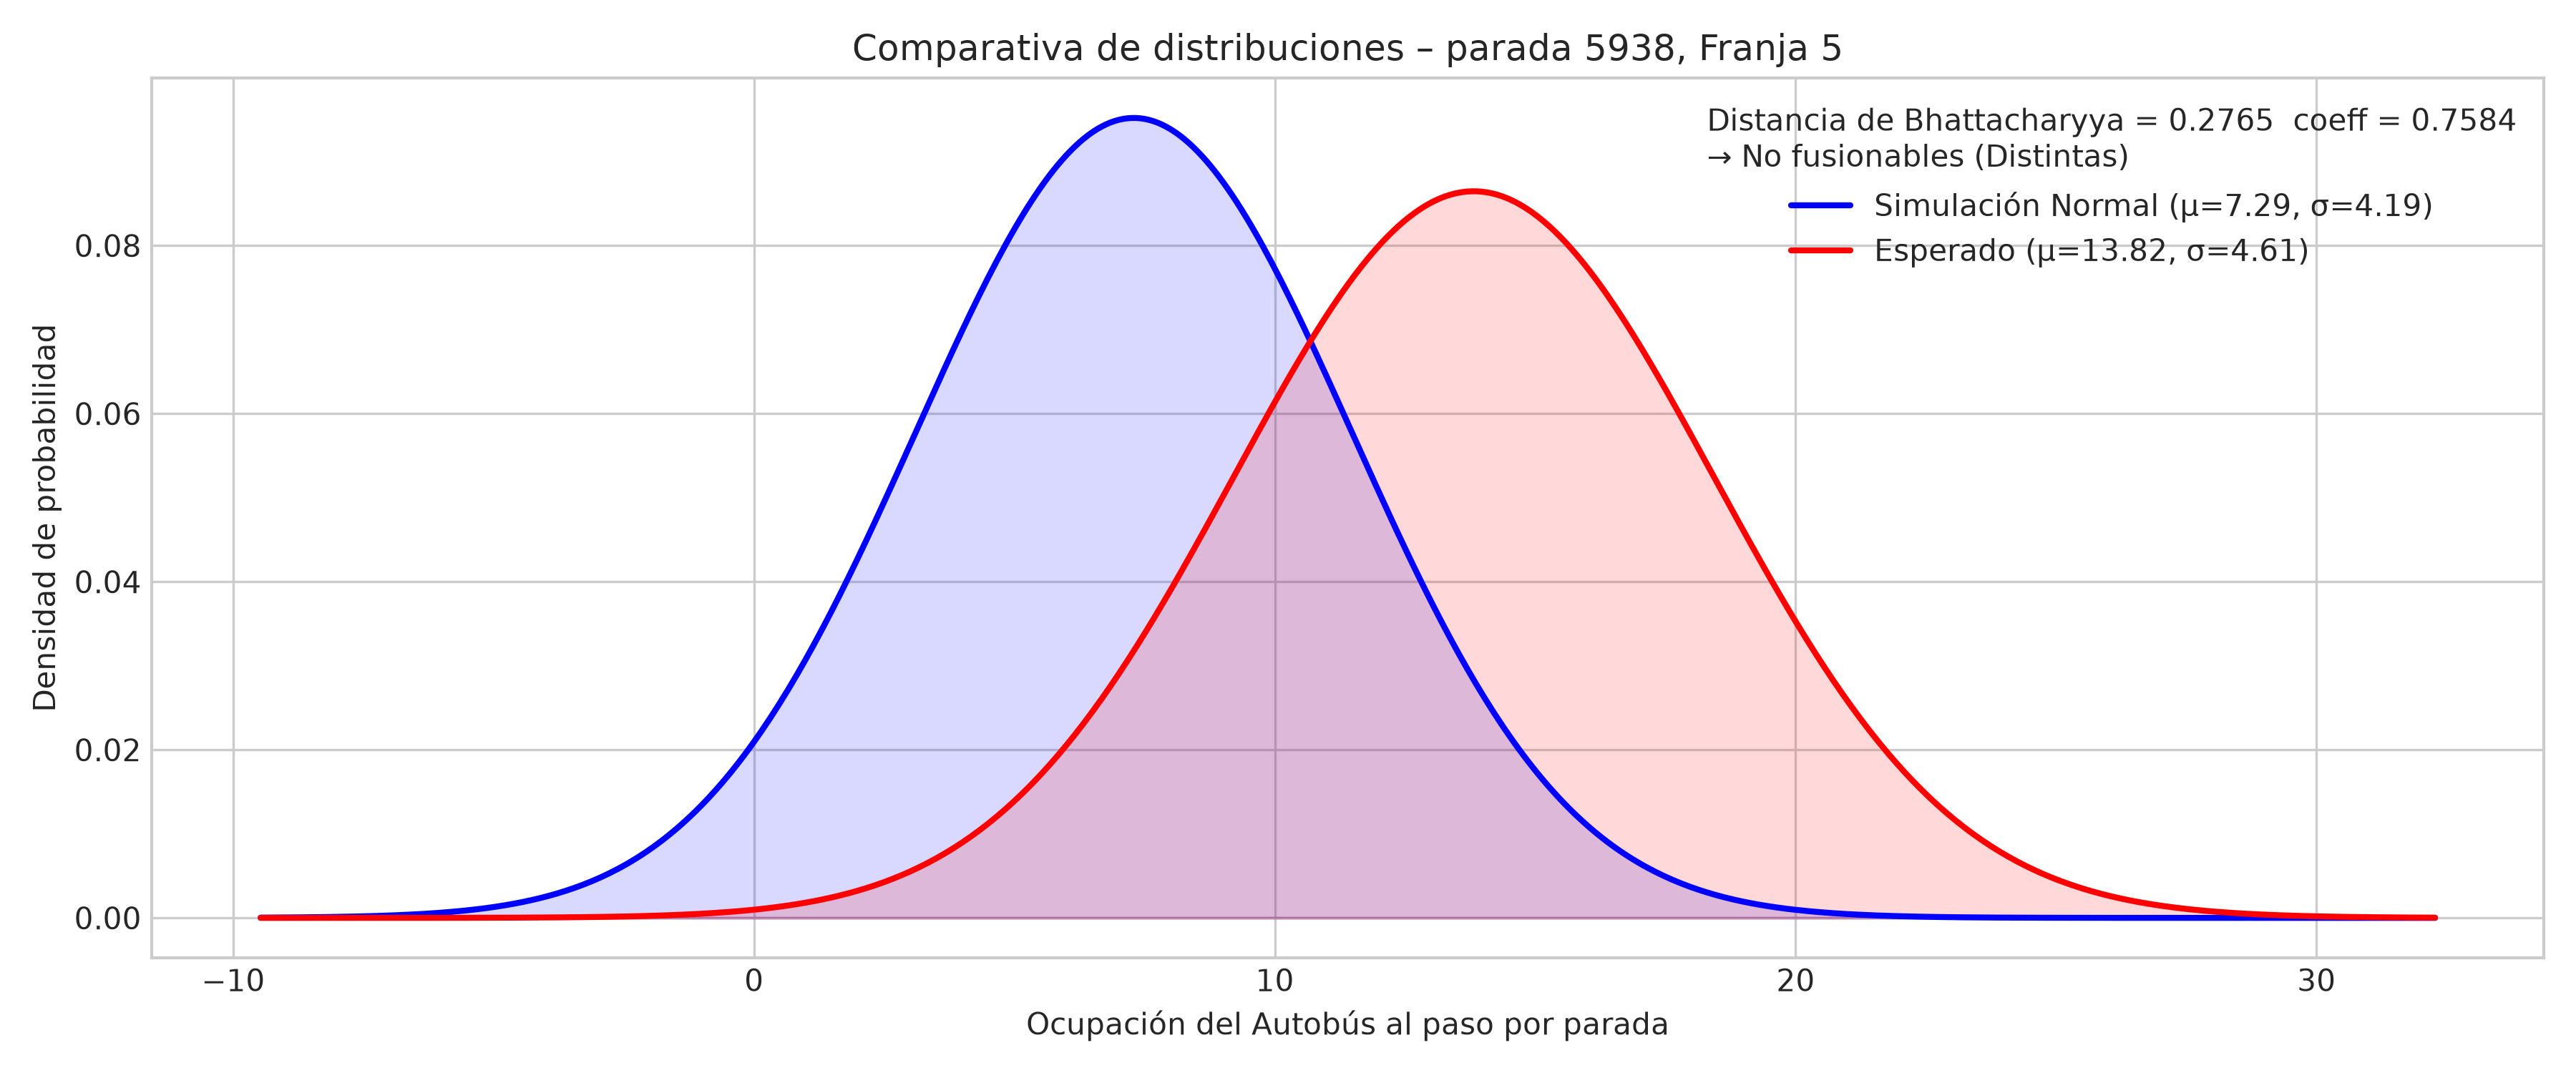 Comparativa de distribuciones – parada 5938, Franja 5
Distancia de Bhattacharyya = 0.2765  coeff = 0.7584
→ No fusionables (Distintas)
Simulación Normal (μ=7.29, σ=4.19)
Esperado (μ=13.82, σ=4.61)
Densidad de probabilidad
0.08
0.06
0.04
0.02
0.00
−10
0
10
20
30
Ocupación del Autobús al paso por parada